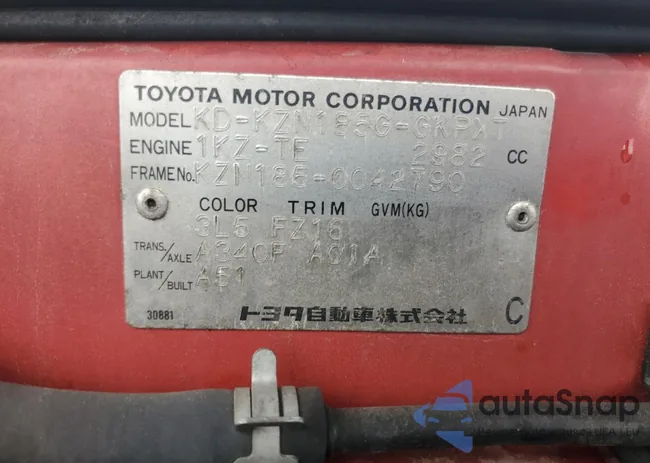 TOYOTA MOTOR CORPORATION JAPAN
MODEL KD-KZN185G-GKPXT
ENGINE 1KZ-TE 2982 CC
FRAME No. KZN185-0042790
COLOR TRIM GVM(KG)
3L5 FZ16
TRANS./AXLE A340F A01A
PLANT/BUILT A51
30881 トヨタ自動車株式会社 C
autoSnap